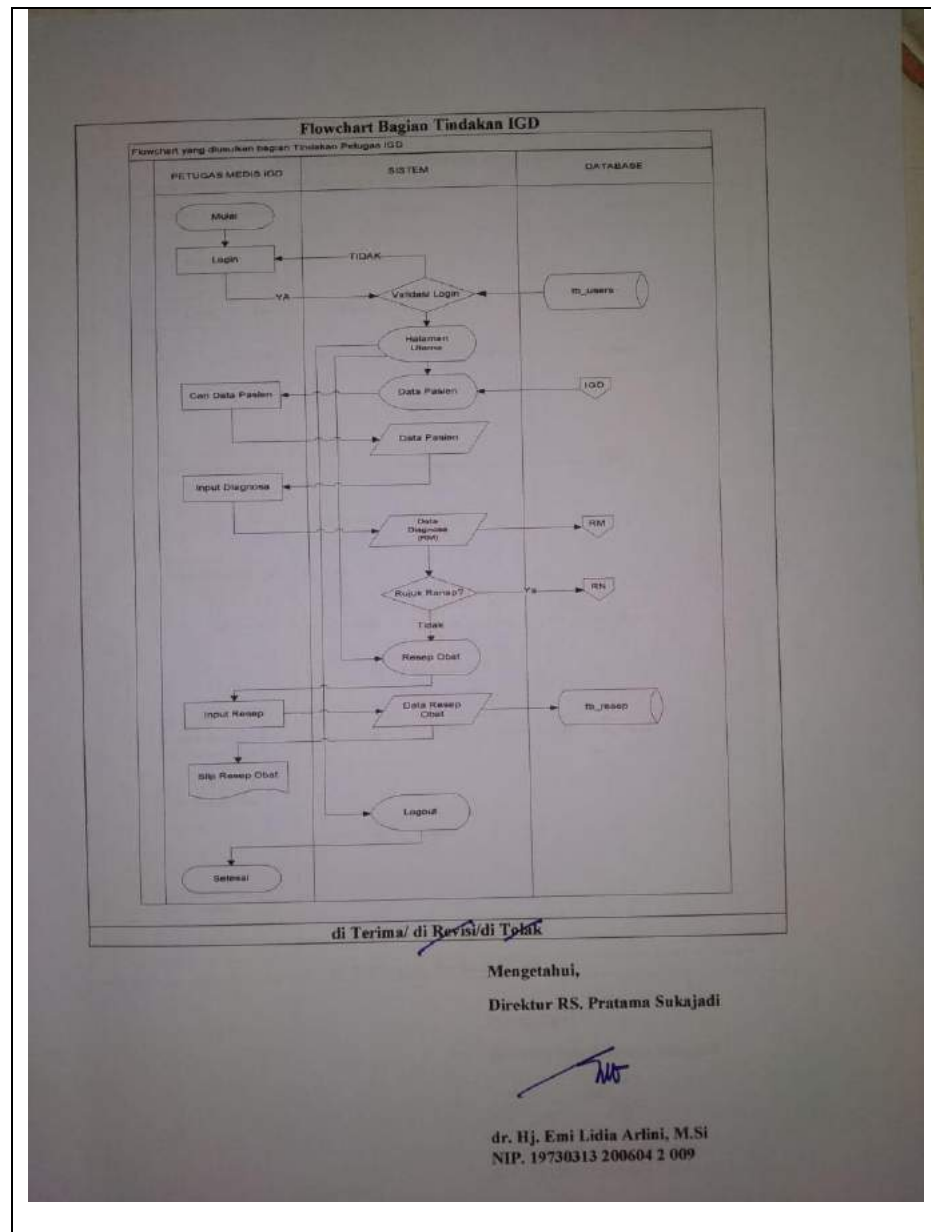 Flowchart Bagian Tindakan IGD
Flowchart yang diusulkan bagian Tindakan Petugas IGD
PETUGAS MEDIS IGD
SISTEM
DATABASE
Mulai
Login
TIDAK
YA
Validasi Login
tb_users
Halaman
Utama
Cari Data Pasien
Data Pasien
IGD
Data Pasien
Input Diagnosa
Data
Diagnosa
(RM)
RM
Rujuk Ranap?
Ya
RN
Tidak
Resep Obat
Input Resep
Data Resep
Obat
tb_resep
Slip Resep Obat
Logout
Selesai
di Terima/ di Revisi/di Tolak
Mengetahui,
Direktur RS. Pratama Sukajadi
dr. Hj. Emi Lidia Arlini, M.Si
NIP. 19730313 200604 2 009